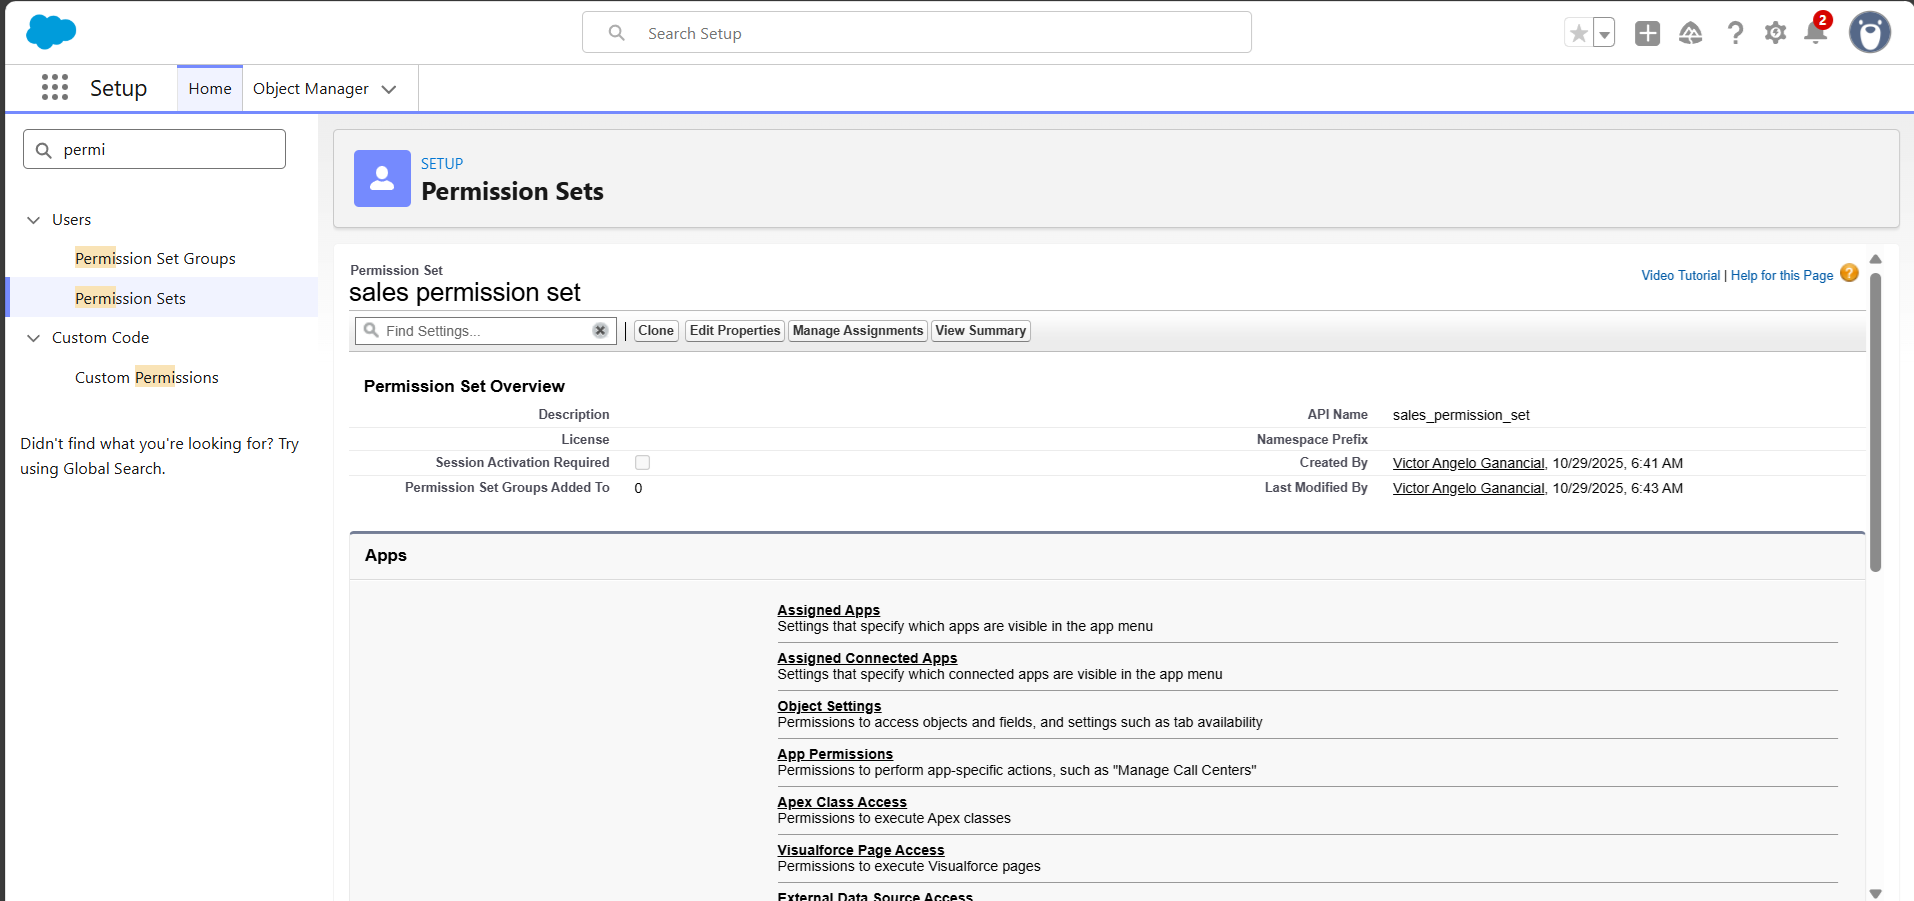 Search Setup
2
Setup
Home
Object Manager
permi
Users
Permission Set Groups
Permission Sets
Custom Code
Custom Permissions
Didn't find what you're looking for? Try
using Global Search.
SETUP
Permission Sets
Permission Set
sales permission set
Video Tutorial | Help for this Page ?
Find Settings... | Clone Edit Properties Manage Assignments View Summary
Permission Set Overview
Description API Name sales_permission_set
License Namespace Prefix
Session Activation Required Created By Victor Angelo Ganancial, 10/29/2025, 6:41 AM
Permission Set Groups Added To 0 Last Modified By Victor Angelo Ganancial, 10/29/2025, 6:43 AM
Apps
Assigned Apps
Settings that specify which apps are visible in the app menu
Assigned Connected Apps
Settings that specify which connected apps are visible in the app menu
Object Settings
Permissions to access objects and fields, and settings such as tab availability
App Permissions
Permissions to perform app-specific actions, such as "Manage Call Centers"
Apex Class Access
Permissions to execute Apex classes
Visualforce Page Access
Permissions to execute Visualforce pages
External Data Source Access